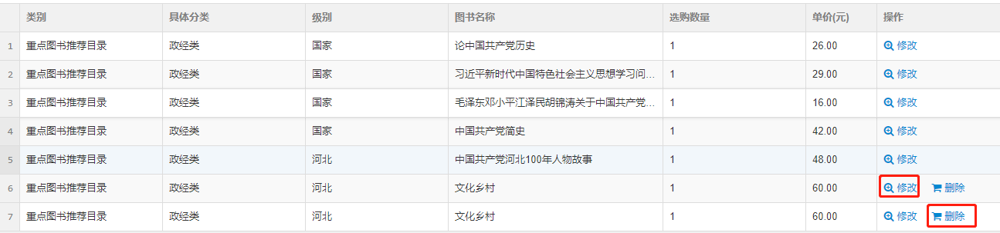 类别 具体分类 级别 图书名称 选购数量 单价(元) 操作
1 重点图书推荐目录 政经类 国家 论中国共产党历史 1 26.00 修改
2 重点图书推荐目录 政经类 国家 习近平新时代中国特色社会主义思想学习问... 1 29.00 修改
3 重点图书推荐目录 政经类 国家 毛泽东邓小平江泽民胡锦涛关于中国共产党... 1 16.00 修改
4 重点图书推荐目录 政经类 国家 中国共产党简史 1 42.00 修改
5 重点图书推荐目录 政经类 河北 中国共产党河北100年人物故事 1 48.00 修改
6 重点图书推荐目录 政经类 河北 文化乡村 1 60.00 修改 删除
7 重点图书推荐目录 政经类 河北 文化乡村 1 60.00 修改 删除